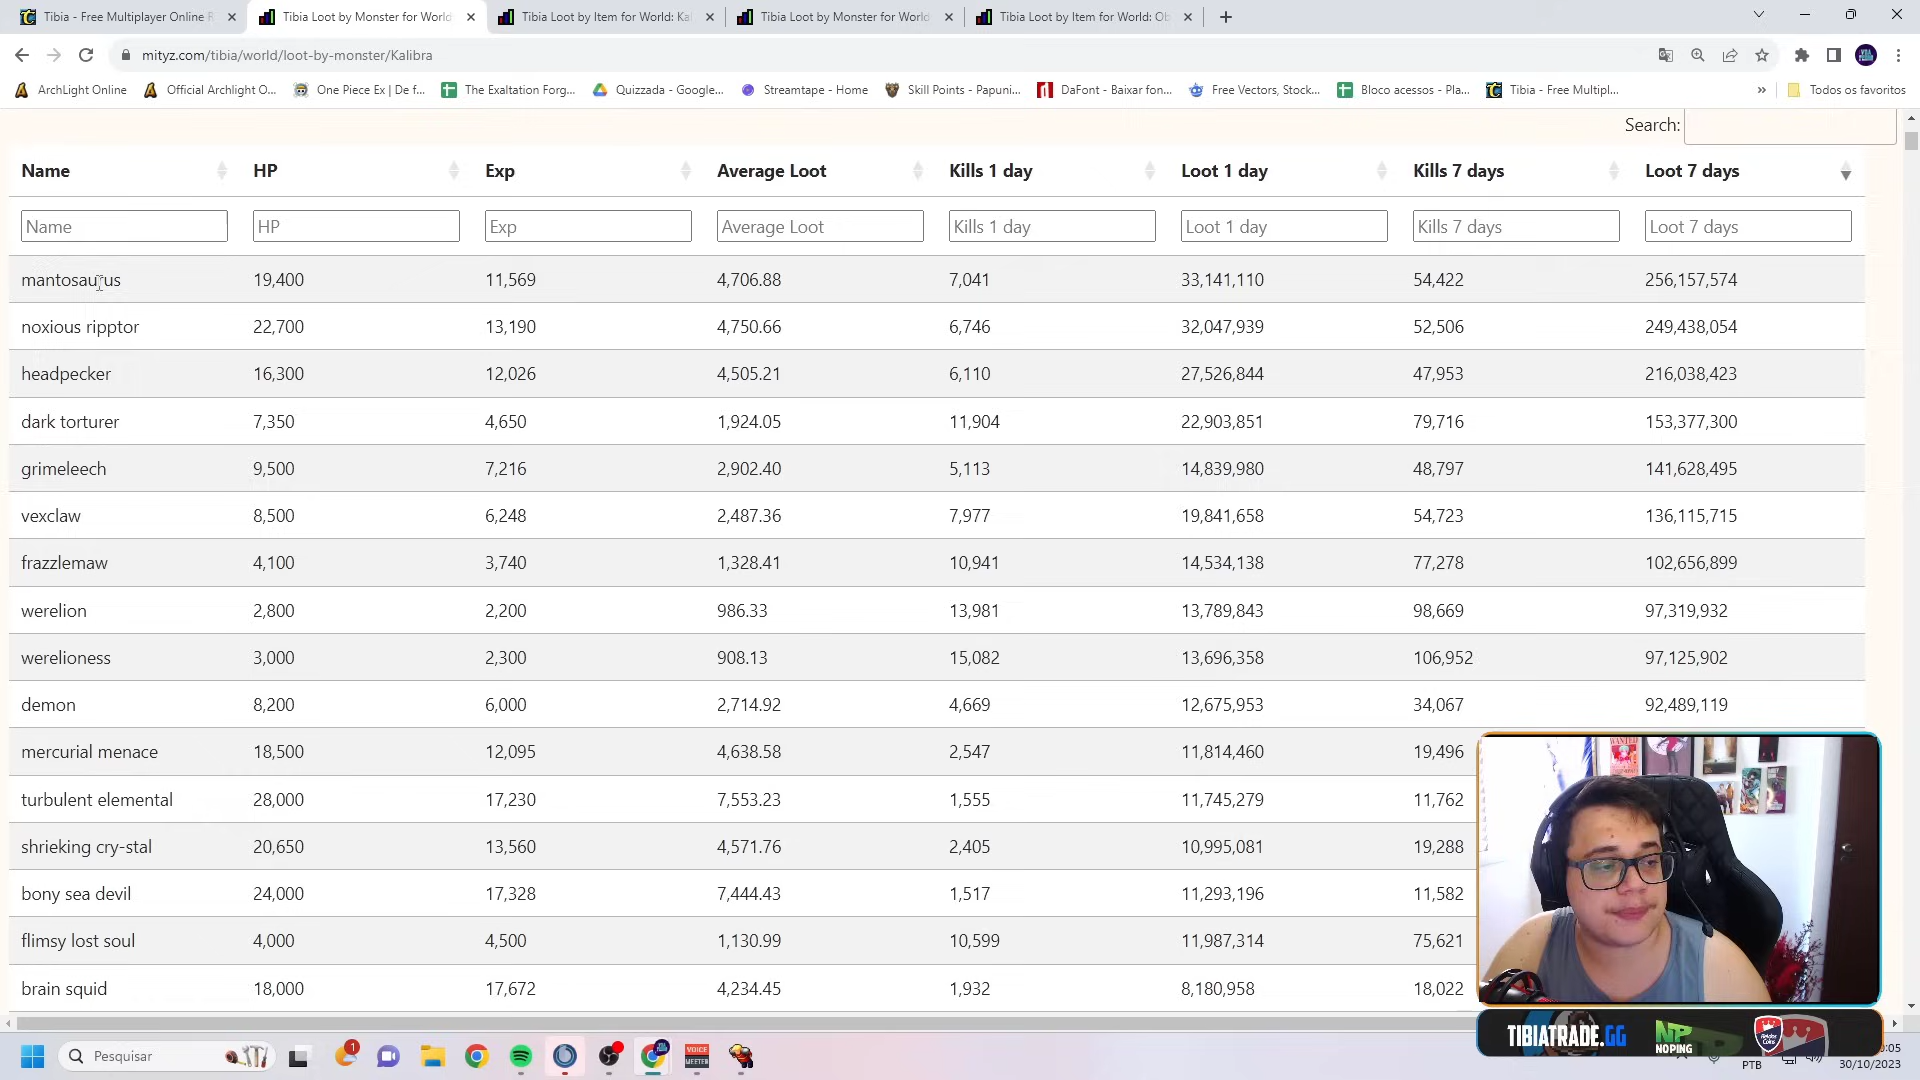 Tibia - Free Multiplayer Online R
Tibia Loot by Monster for World
Tibia Loot by Item for World: Ka
Tibia Loot by Monster for World
Tibia Loot by Item for World: Ob
mityz.com/tibia/world/loot-by-monster/Kalibra
ArchLight Online
Official Archlight O...
One Piece Ex | De f...
The Exaltation Forg...
Quizzada - Google...
Streamtape - Home
Skill Points - Papuni...
DaFont - Baixar fon...
Free Vectors, Stock...
Bloco acessos - Pla...
Tibia - Free Multipl...
»
Todos os favoritos
Search:
Name HP Exp Average Loot Kills 1 day Loot 1 day Kills 7 days Loot 7 days
Name HP Exp Average Loot Kills 1 day Loot 1 day Kills 7 days Loot 7 days
mantosaurus 19,400 11,569 4,706.88 7,041 33,141,110 54,422 256,157,574
noxious ripptor 22,700 13,190 4,750.66 6,746 32,047,939 52,506 249,438,054
headpecker 16,300 12,026 4,505.21 6,110 27,526,844 47,953 216,038,423
dark torturer 7,350 4,650 1,924.05 11,904 22,903,851 79,716 153,377,300
grimeleech 9,500 7,216 2,902.40 5,113 14,839,980 48,797 141,628,495
vexclaw 8,500 6,248 2,487.36 7,977 19,841,658 54,723 136,115,715
frazzlemaw 4,100 3,740 1,328.41 10,941 14,534,138 77,278 102,656,899
werelion 2,800 2,200 986.33 13,981 13,789,843 98,669 97,319,932
werelioness 3,000 2,300 908.13 15,082 13,696,358 106,952 97,125,902
demon 8,200 6,000 2,714.92 4,669 12,675,953 34,067 92,489,119
mercurial menace 18,500 12,095 4,638.58 2,547 11,814,460 19,496
turbulent elemental 28,000 17,230 7,553.23 1,555 11,745,279 11,762
shrieking cry-stal 20,650 13,560 4,571.76 2,405 10,995,081 19,288
bony sea devil 24,000 17,328 7,444.43 1,517 11,293,196 11,582
flimsy lost soul 4,000 4,500 1,130.99 10,599 11,987,314 75,621
brain squid 18,000 17,672 4,234.45 1,932 8,180,958 18,022
WANTED
TIBIATRADE.GG
NP
NOPING
Pesquisar
1
VOICE
MEETER
PTB
:05
30/10/2023